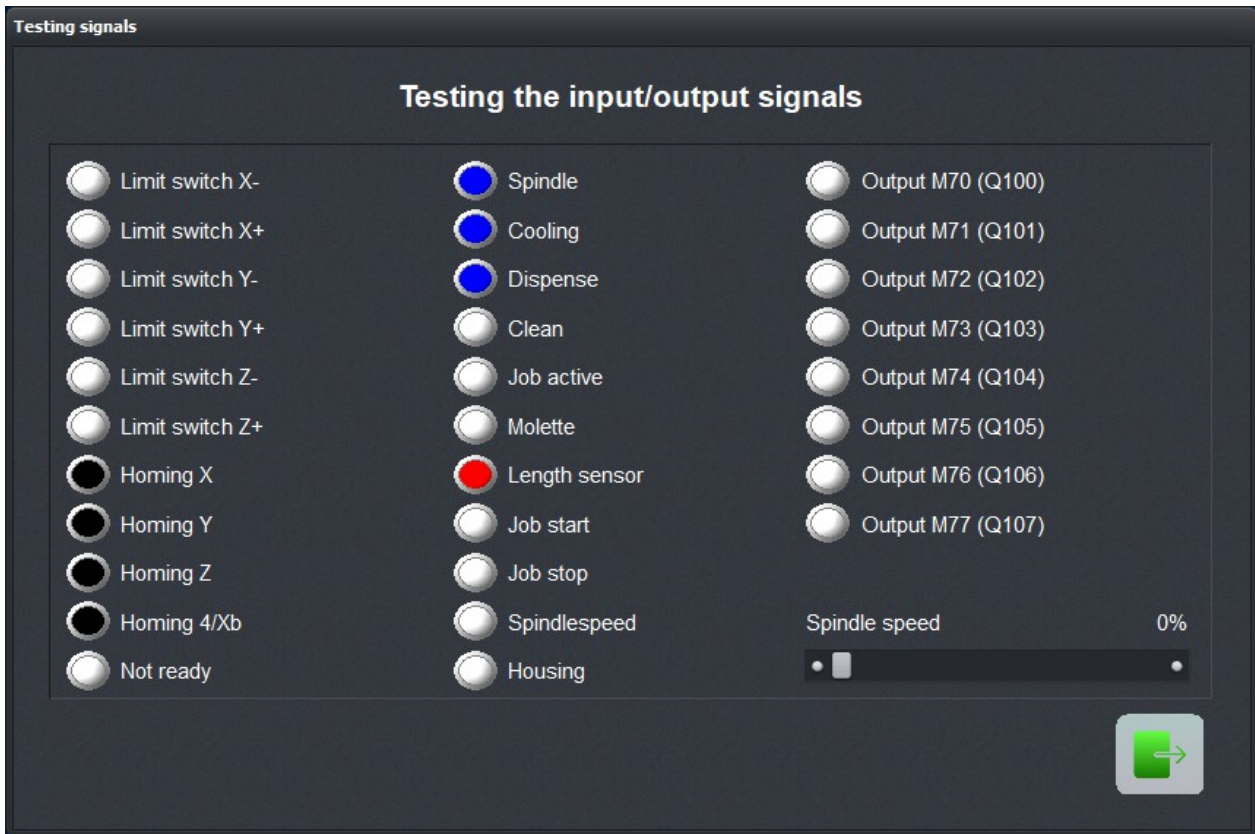 Testing signals
Testing the input/output signals
Limit switch X-
Limit switch X+
Limit switch Y-
Limit switch Y+
Limit switch Z-
Limit switch Z+
Homing X
Homing Y
Homing Z
Homing 4/Xb
Not ready
Spindle
Cooling
Dispense
Clean
Job active
Molette
Length sensor
Job start
Job stop
Spindlespeed
Housing
Output M70 (Q100)
Output M71 (Q101)
Output M72 (Q102)
Output M73 (Q103)
Output M74 (Q104)
Output M75 (Q105)
Output M76 (Q106)
Output M77 (Q107)
Spindle speed 0%